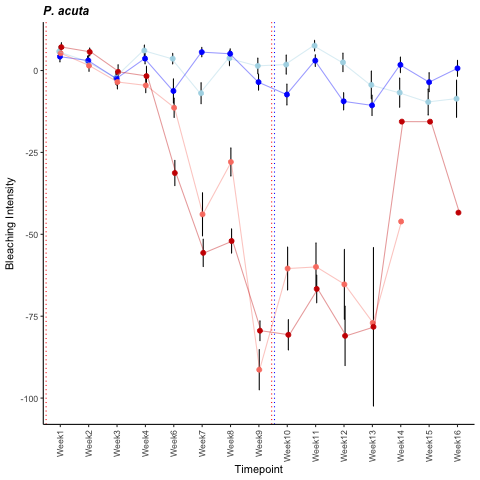 P. acuta
0
-25
-50
-75
-100
Bleaching Intensity
Week1
Week2
Week3
Week4
Week6
Week7
Week8
Week9
Week10
Week11
Week12
Week13
Week14
Week15
Week16
Timepoint